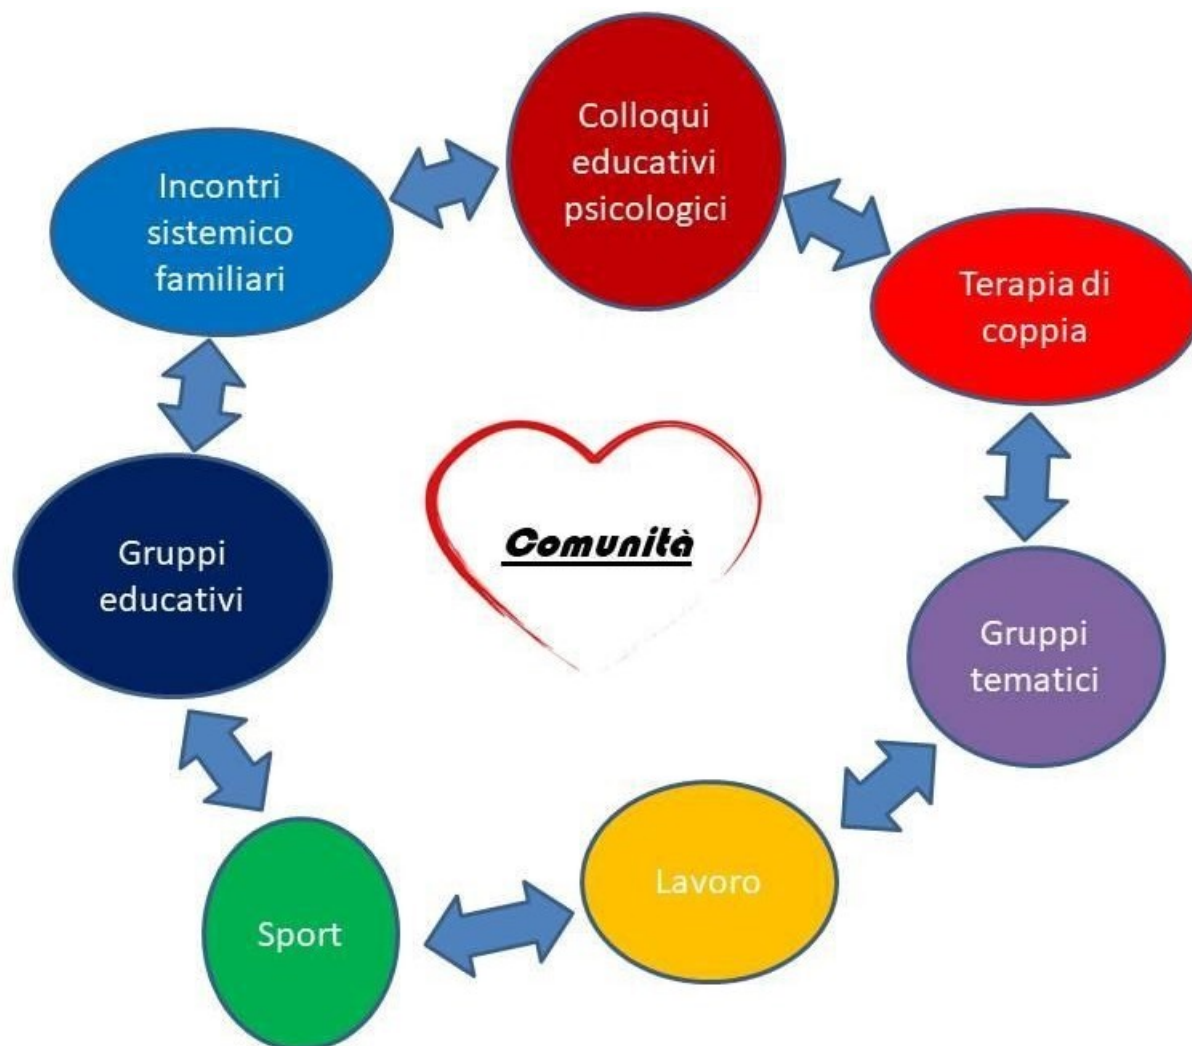 Colloqui
educativi
psicologici
Incontri
sistemico
familiari
Terapia di
coppia
Comunità
Gruppi
educativi
Gruppi
tematici
Lavoro
Sport